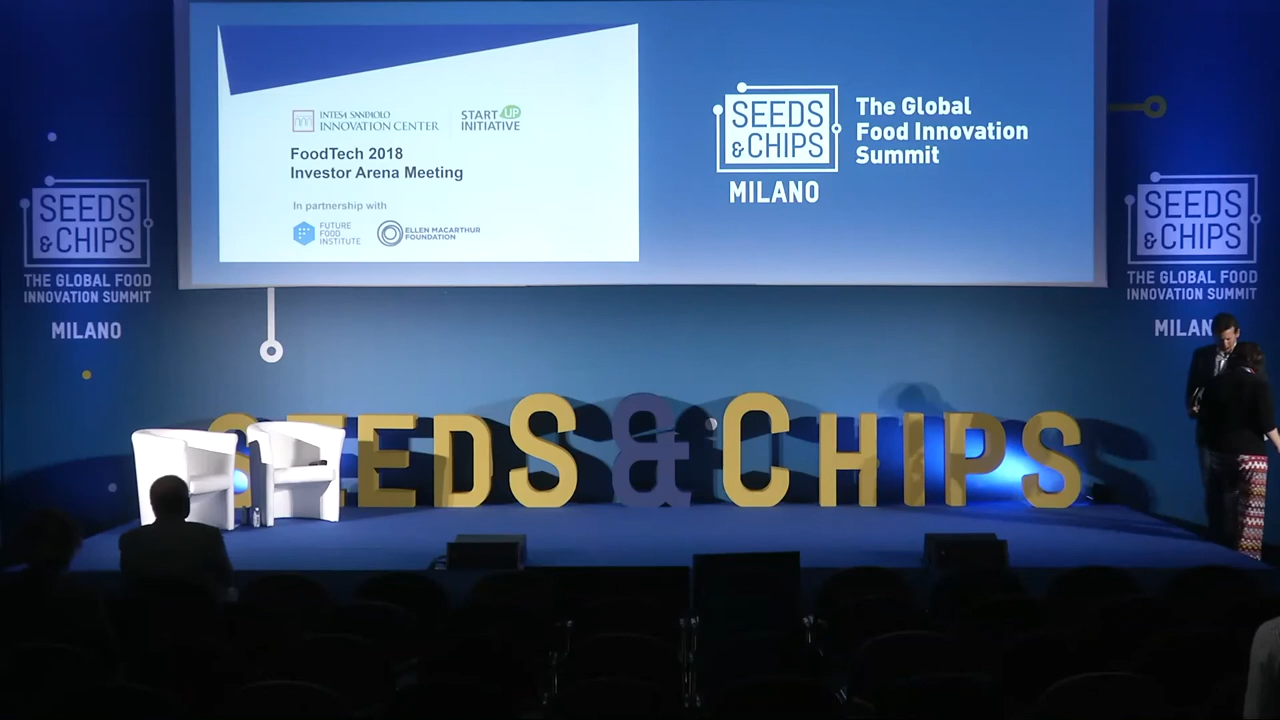 INTESA SANPAOLO
INNOVATION CENTER
START UP
INITIATIVE
FoodTech 2018
Investor Arena Meeting
In partnership with
FUTURE
FOOD
INSTITUTE
ELLEN MACARTHUR
FOUNDATION
SEEDS
&CHIPS
MILANO
The Global
Food Innovation
Summit
SEEDS
&CHIPS
THE GLOBAL FOOD
INNOVATION SUMMIT
MILANO
SEEDS
&CHIPS
THE GLOBAL FOOD
INNOVATION SUMMIT
MILAN
SEEDS&CHIPS